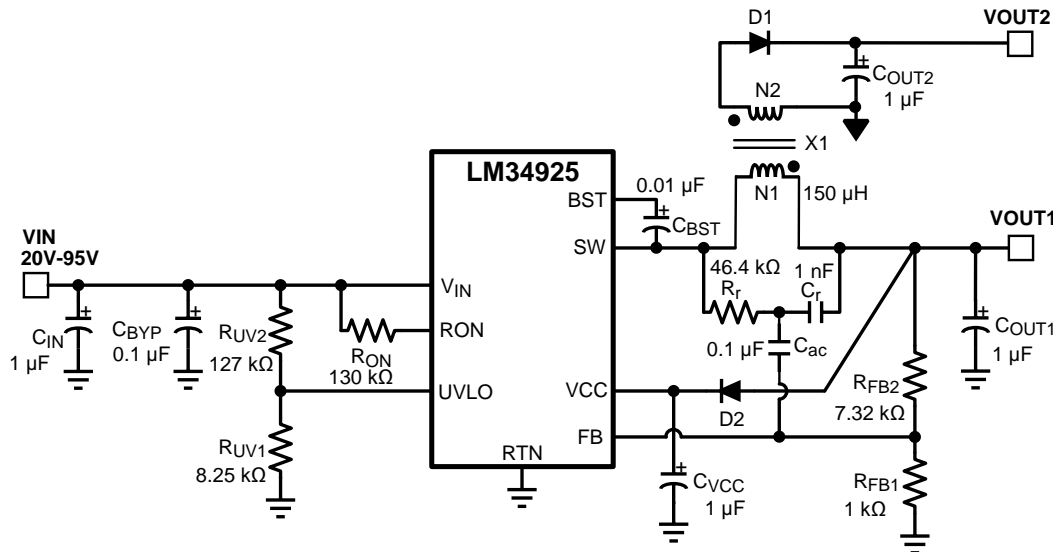 D1
VOUT2
+
COUT2
1 µF
N2
X1
LM34925
0.01 µF
BST
+
CBST
N1
150 µH
VOUT1
SW
VIN
20V-95V
46.4 kΩ
1 nF
Rr
Cr
VIN
+
CIN
1 µF
CBYP
+
0.1 µF
RUV2
127 kΩ
RON
RON
130 kΩ
0.1 µF
Cac
+
COUT1
1 µF
UVLO
VCC
D2
RFB2
7.32 kΩ
FB
RUV1
8.25 kΩ
RTN
+
CVCC
1 µF
RFB1
1 kΩ